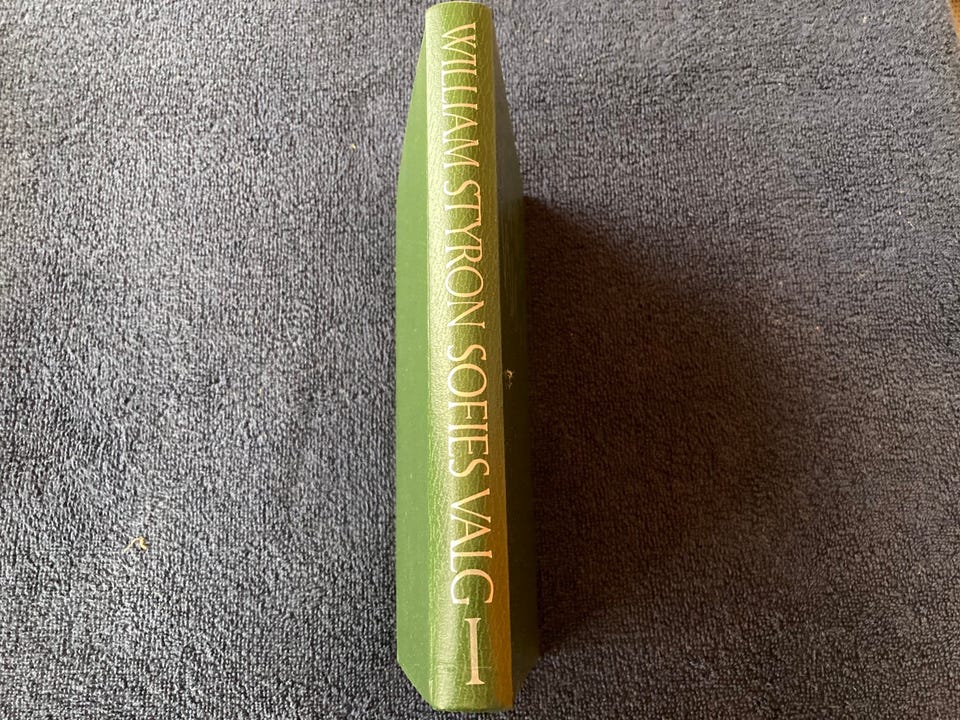 WILLIAM STYRON SOFIES VALG I